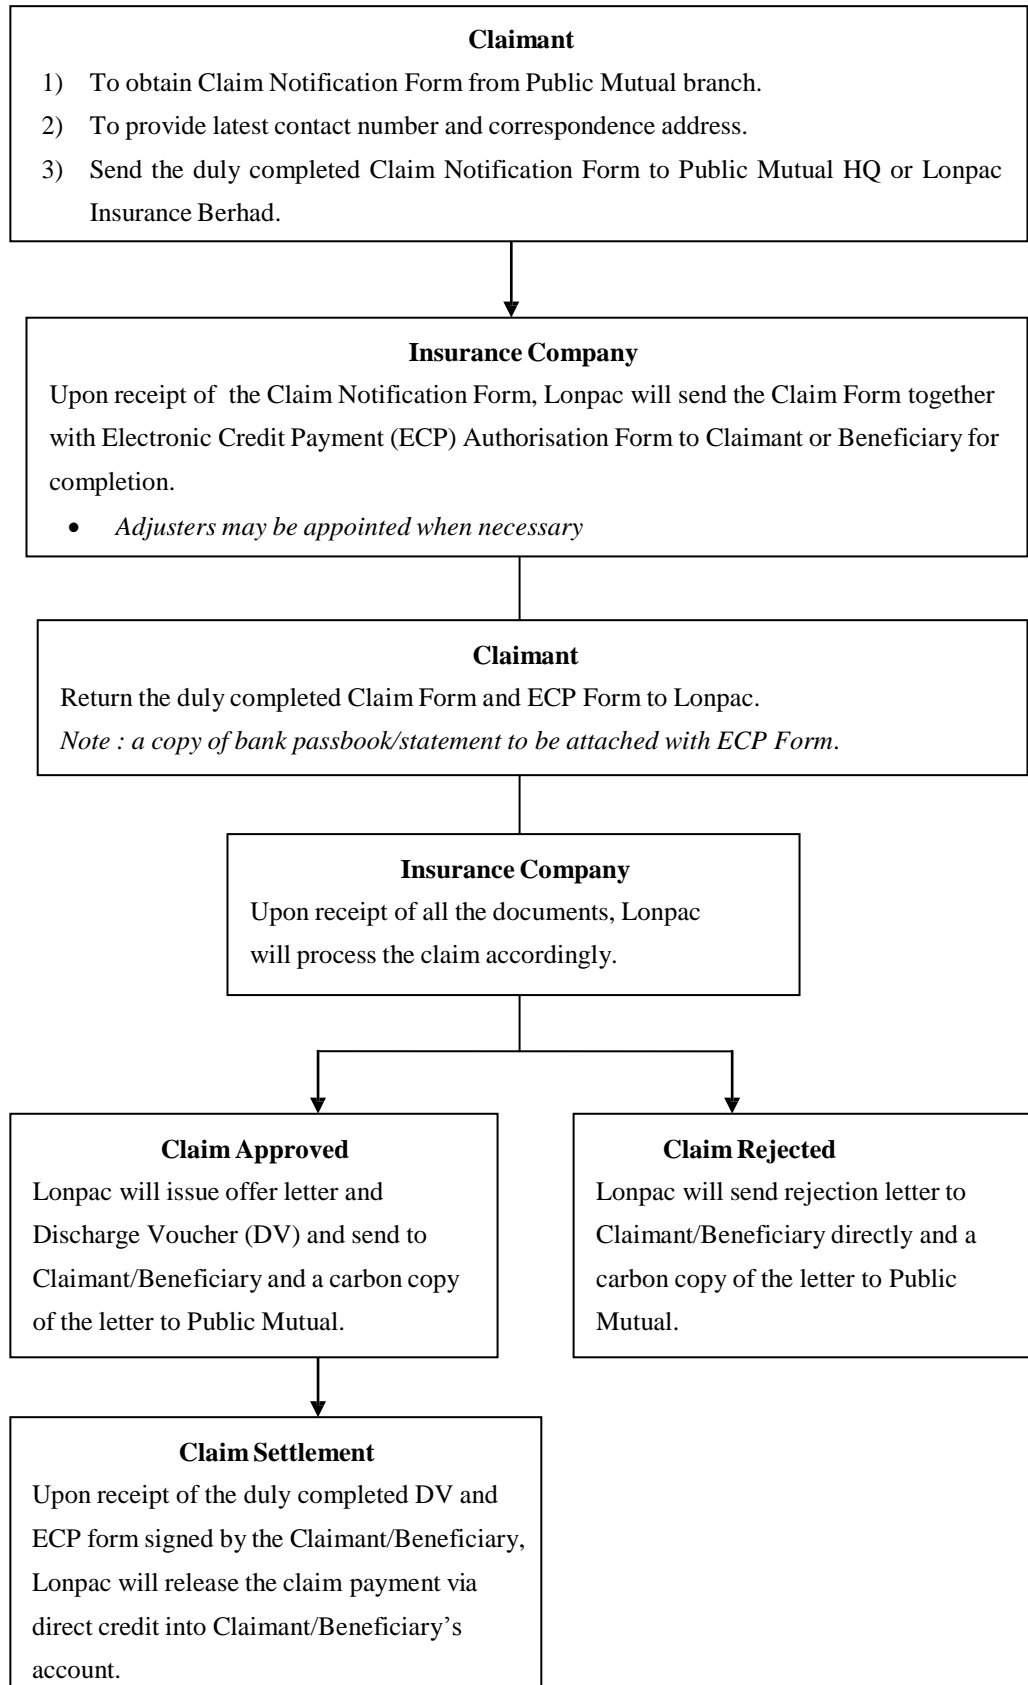 Claimant
1) To obtain Claim Notification Form from Public Mutual branch.
2) To provide latest contact number and correspondence address.
3) Send the duly completed Claim Notification Form to Public Mutual HQ or Lonpac
Insurance Berhad.
Insurance Company
Upon receipt of the Claim Notification Form, Lonpac will send the Claim Form together
with Electronic Credit Payment (ECP) Authorisation Form to Claimant or Beneficiary for
completion.
• Adjusters may be appointed when necessary
Claimant
Return the duly completed Claim Form and ECP Form to Lonpac.
Note : a copy of bank passbook/statement to be attached with ECP Form.
Insurance Company
Upon receipt of all the documents, Lonpac
will process the claim accordingly.
Claim Approved
Lonpac will issue offer letter and
Discharge Voucher (DV) and send to
Claimant/Beneficiary and a carbon copy
of the letter to Public Mutual.
Claim Rejected
Lonpac will send rejection letter to
Claimant/Beneficiary directly and a
carbon copy of the letter to Public
Mutual.
Claim Settlement
Upon receipt of the duly completed DV and
ECP form signed by the Claimant/Beneficiary,
Lonpac will release the claim payment via
direct credit into Claimant/Beneficiary’s
account.